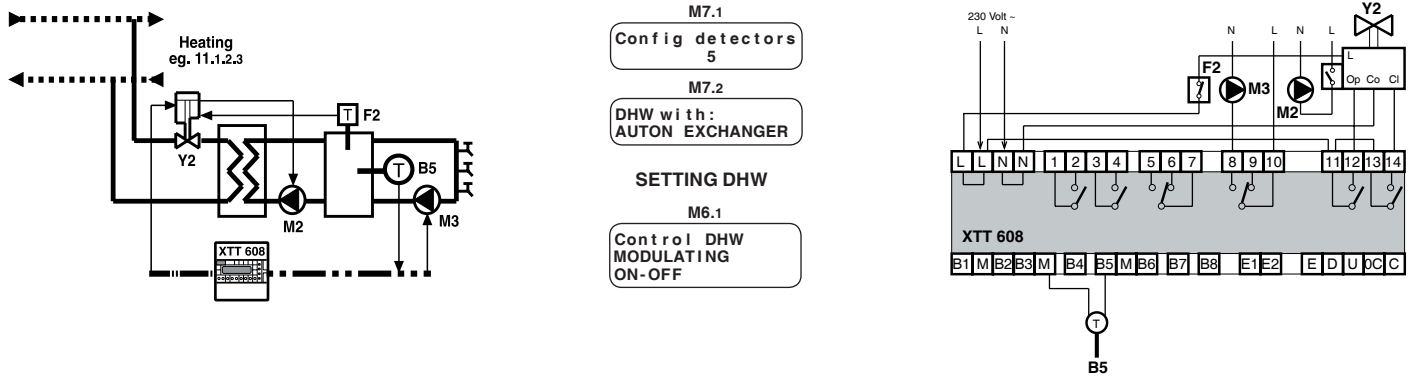 Heating
eg. 11.1.2.3
T
F2
Y2
T
B5
M2
M3
XTT 608
M7.1
Config detectors
5
M7.2
DHW with:
AUTON EXCHANGER
SETTING DHW
M6.1
Control DHW
MODULATING
ON-OFF
230 Volt ~
L N
N L N L
Y2
L
Op Co Cl
F2
M3
M2
L L N N 1 2 3 4 5 6 7 8 9 10 11 12 13 14
XTT 608
B1 M B2 B3 M B4 B5 M B6 B7 B8 E1 E2 E D U 0C C
T
B5